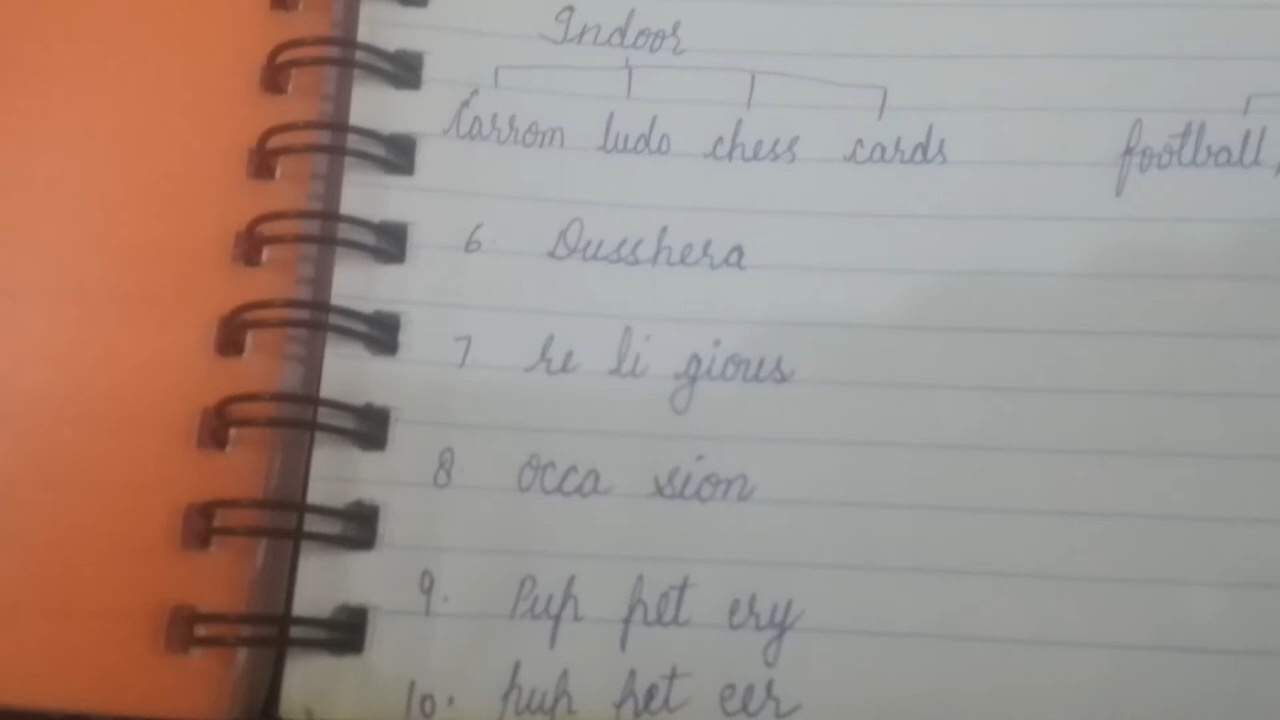 Indoor
Carrom ludo chess cards football,
6. Dusshera
7 re li gious
8 occa sion
9. Pup pet ery
10. pup pet eer